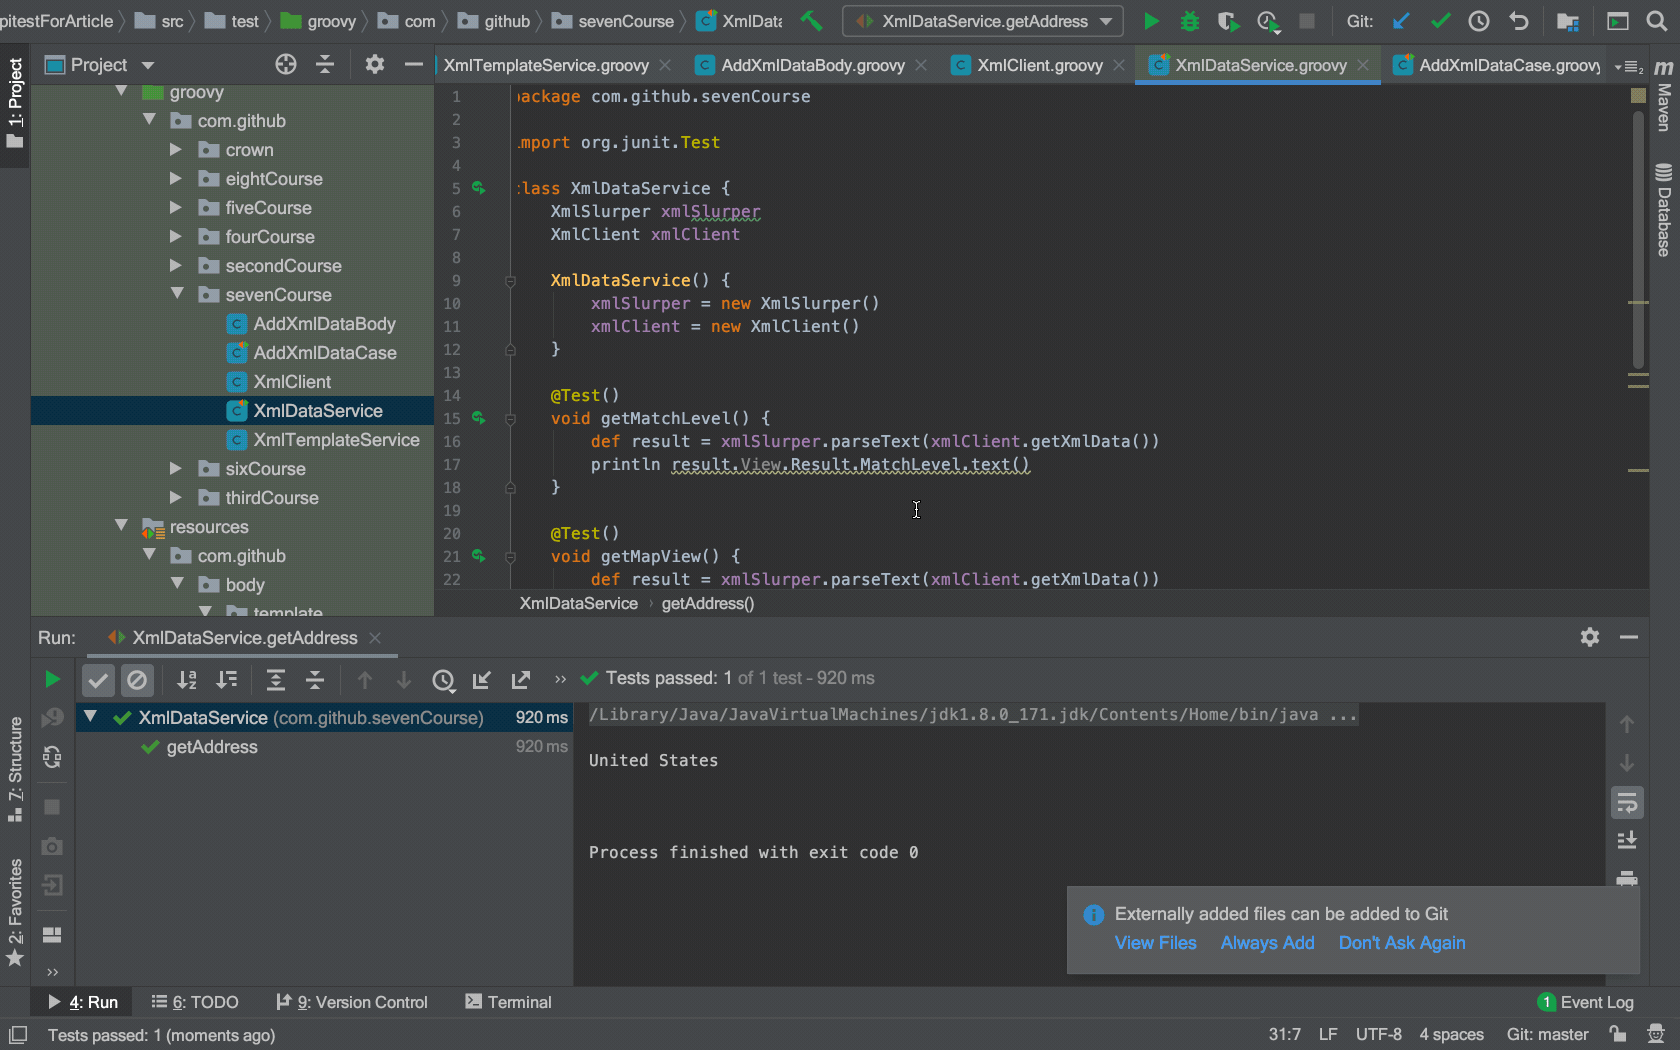 pitestForArticle src test groovy com github sevenCourse XmlData XmlDataService.getAddress Git:
1: Project
Project
XmlTemplateService.groovy AddXmlDataBody.groovy XmlClient.groovy XmlDataService.groovy AddXmlDataCase.groovy
m Maven
Database
groovy
com.github
crown
eightCourse
fiveCourse
fourCourse
secondCourse
sevenCourse
AddXmlDataBody
AddXmlDataCase
XmlClient
XmlDataService
XmlTemplateService
sixCourse
thirdCourse
resources
com.github
body
template
1 package com.github.sevenCourse
2
3 import org.junit.Test
4
5 class XmlDataService {
6 XmlSlurper xmlSlurper
7 XmlClient xmlClient
8
9 XmlDataService() {
10 xmlSlurper = new XmlSlurper()
11 xmlClient = new XmlClient()
12 }
13
14 @Test()
15 void getMatchLevel() {
16 def result = xmlSlurper.parseText(xmlClient.getXmlData())
17 println result.View.Result.MatchLevel.text()
18 }
19
20 @Test()
21 void getMapView() {
22 def result = xmlSlurper.parseText(xmlClient.getXmlData())
XmlDataService › getAddress()
Run: XmlDataService.getAddress
Tests passed: 1 of 1 test - 920 ms
XmlDataService (com.github.sevenCourse) 920 ms
getAddress 920 ms
/Library/Java/JavaVirtualMachines/jdk1.8.0_171.jdk/Contents/Home/bin/java ...
United States
Process finished with exit code 0
7: Structure
2: Favorites
Externally added files can be added to Git
View Files Always Add Don't Ask Again
4: Run 6: TODO 9: Version Control Terminal 1 Event Log
Tests passed: 1 (moments ago) 31:7 LF UTF-8 4 spaces Git: master